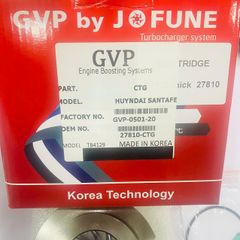 GVP by JOFUNE
Turbocharger system
GVP
Engine Boosting Systems
TRIDGE
ick 27810
PART. CTG
MODEL. HUYNDAI SANTAFE
FACTORY NO. GVP-0501-20
OEM NO. 27810-CTG
MODEL: TB4129 MADE IN KOREA
Korea Technology